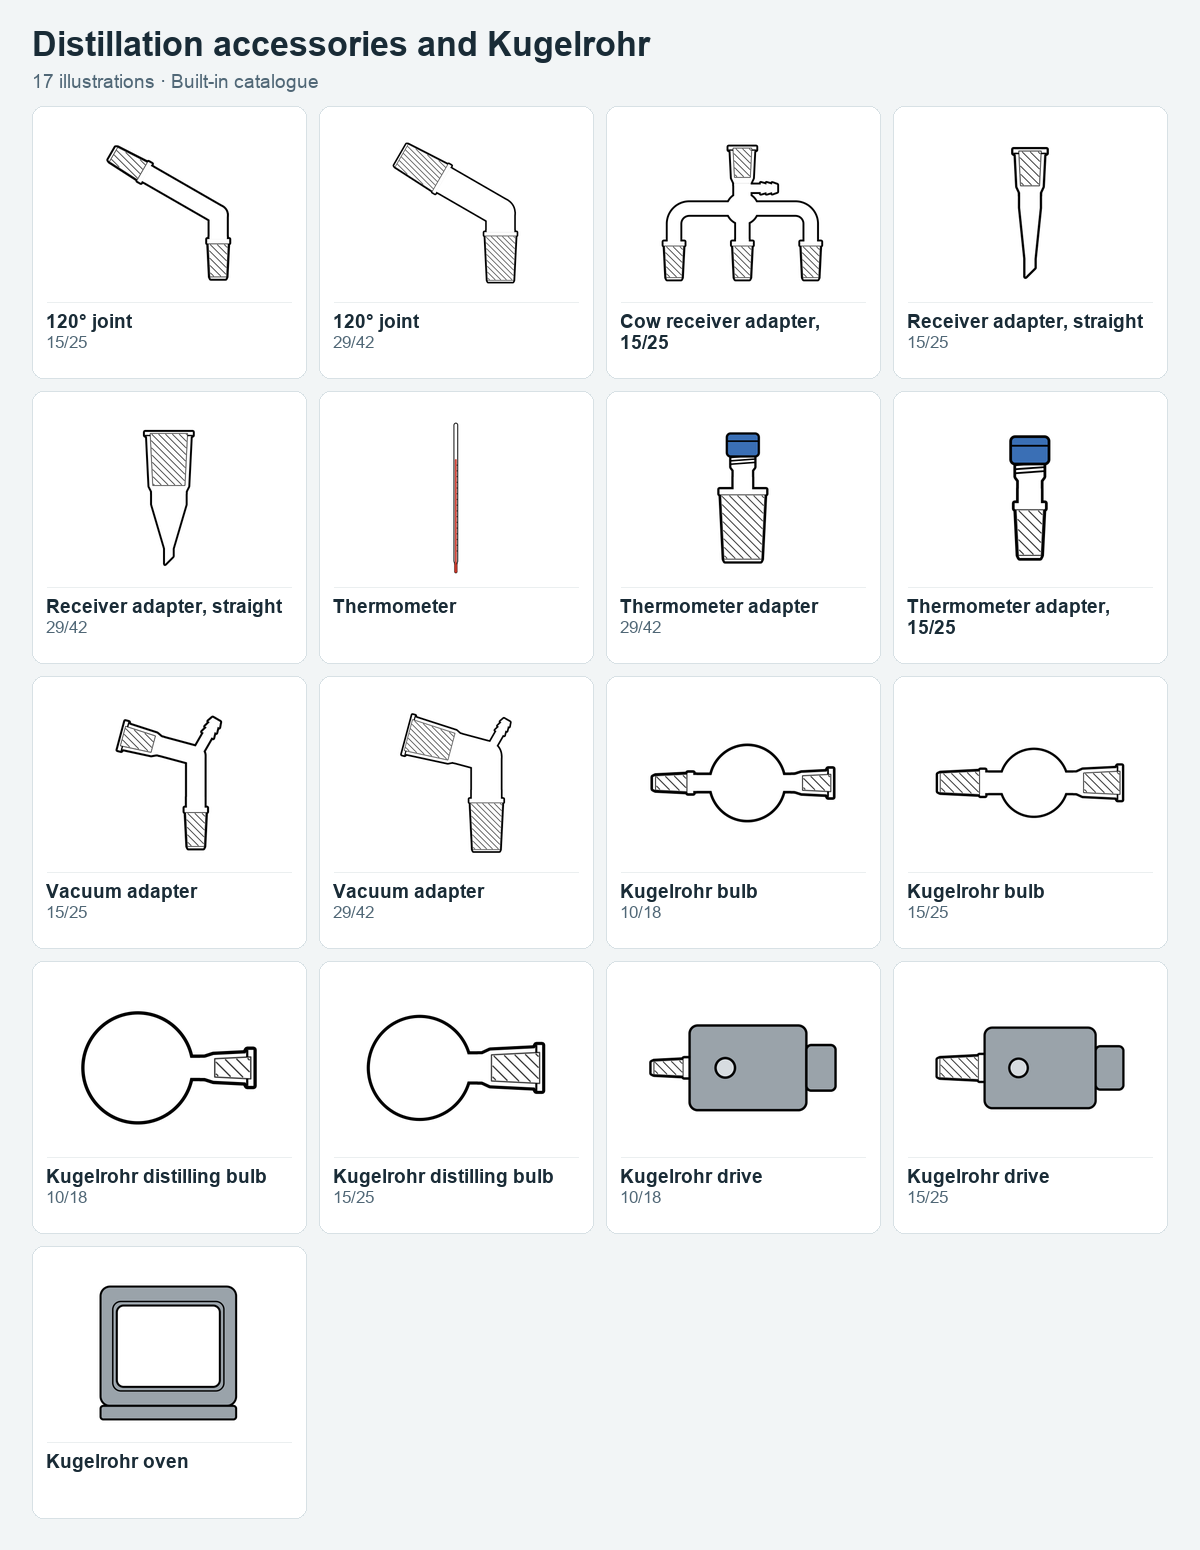 Distillation accessories and Kugelrohr
17 illustrations · Built-in catalogue
120° joint
15/25
120° joint
29/42
Cow receiver adapter,
15/25
Receiver adapter, straight
15/25
Receiver adapter, straight
29/42
Thermometer
Thermometer adapter
29/42
Thermometer adapter,
15/25
Vacuum adapter
15/25
Vacuum adapter
29/42
Kugelrohr bulb
10/18
Kugelrohr bulb
15/25
Kugelrohr distilling bulb
10/18
Kugelrohr distilling bulb
15/25
Kugelrohr drive
10/18
Kugelrohr drive
15/25
Kugelrohr oven